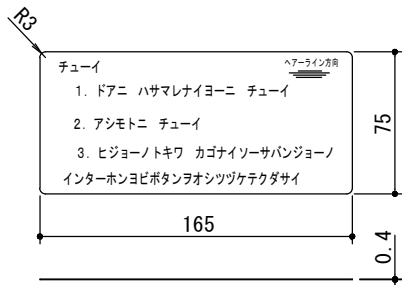 R3
チューイ
ヘアーライン方向
1. ドアニ ハサマレナイヨーニ チューイ
2. アシモトニ チューイ
3. ヒジョーノトキワ カゴナイソーサバンジョーノ
インターホンヨビボタンヲオシツヅケテクダサイ
75
165
0.4